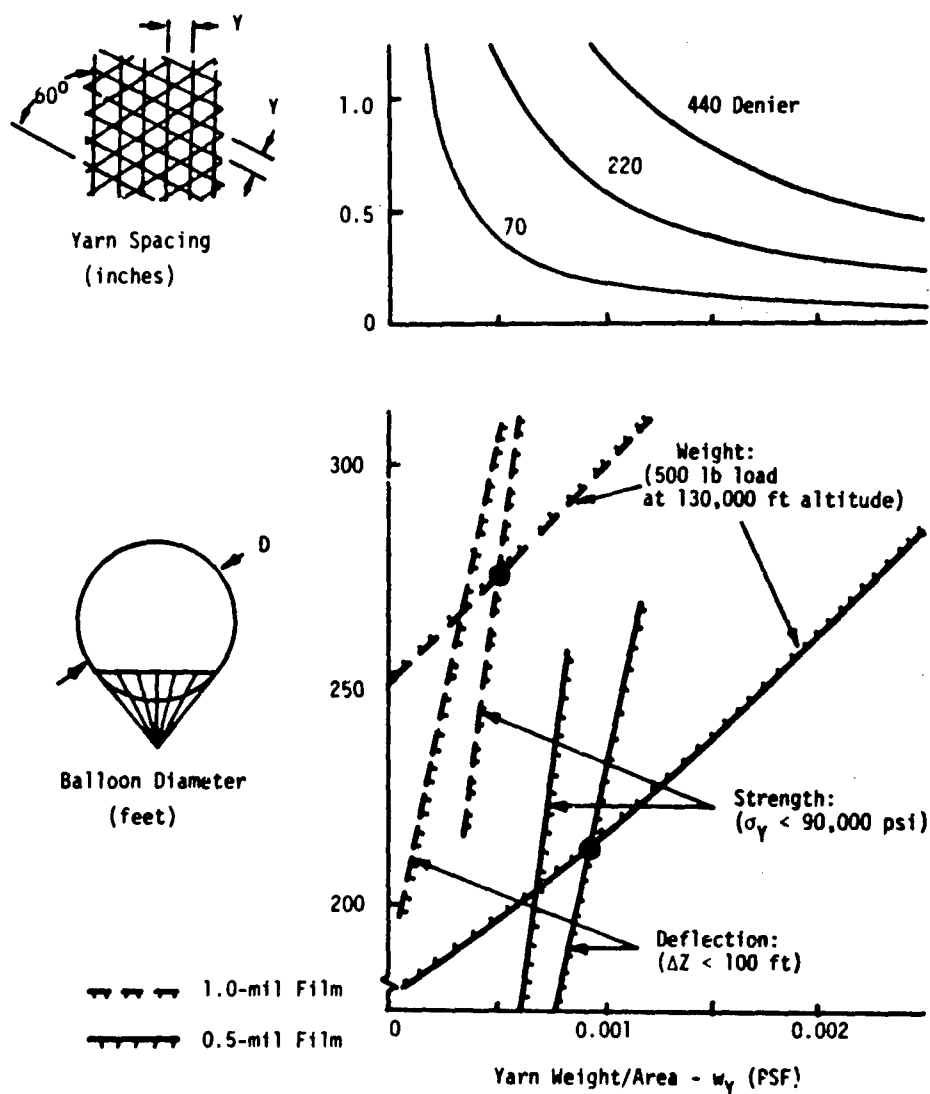 Y
60°
Y
Yarn Spacing
(inches)
1.0
0.5
0
440 Denier
220
70
300
250
200
Weight:
(500 lb load
at 130,000 ft altitude)
D
Balloon Diameter
(feet)
Strength:
(σY < 90,000 psi)
Deflection:
(ΔZ < 100 ft)
1.0-mil Film
0.5-mil Film
0
0.001
0.002
Yarn Weight/Area - wY (PSF)